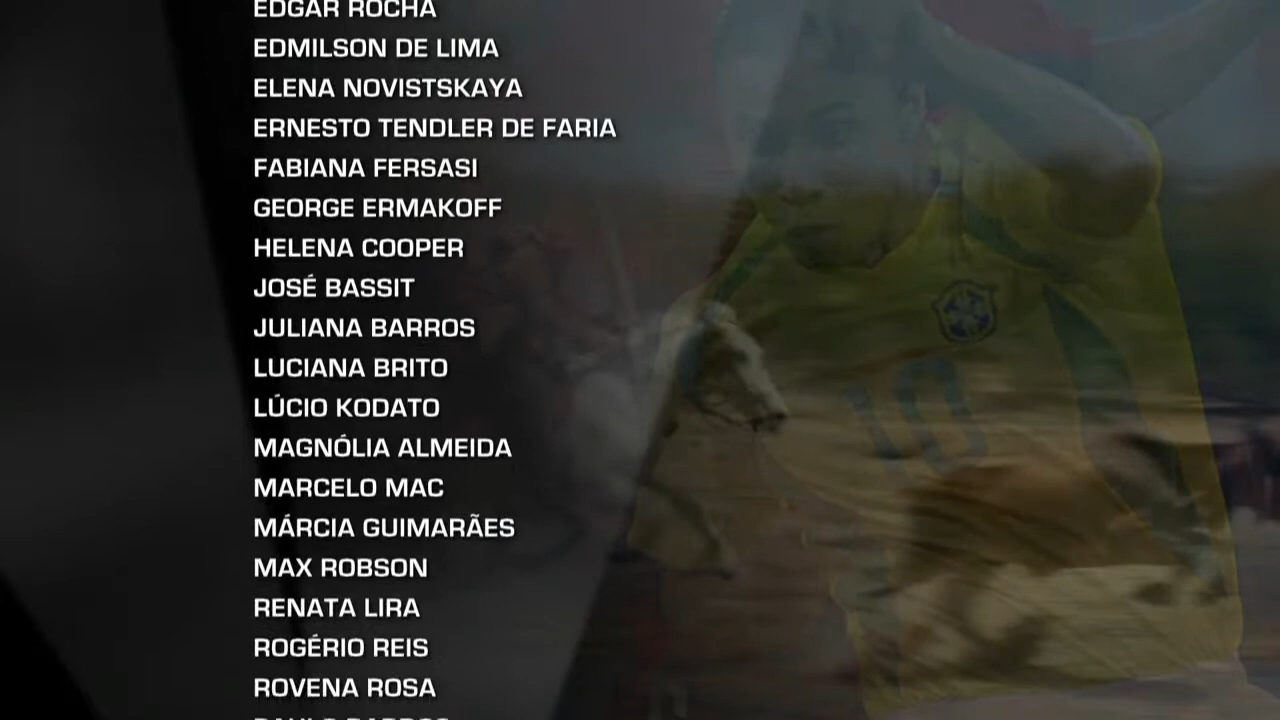 EDGAR ROCHA
EDMILSON DE LIMA
ELENA NOVISTSKAYA
ERNESTO TENDLER DE FARIA
FABIANA FERSASI
GEORGE ERMAKOFF
HELENA COOPER
JOSÉ BASSIT
JULIANA BARROS
LUCIANA BRITO
LÚCIO KODATO
MAGNÓLIA ALMEIDA
MARCELO MAC
MÁRCIA GUIMARÃES
MAX ROBSON
RENATA LIRA
ROGÉRIO REIS
ROVENA ROSA
10